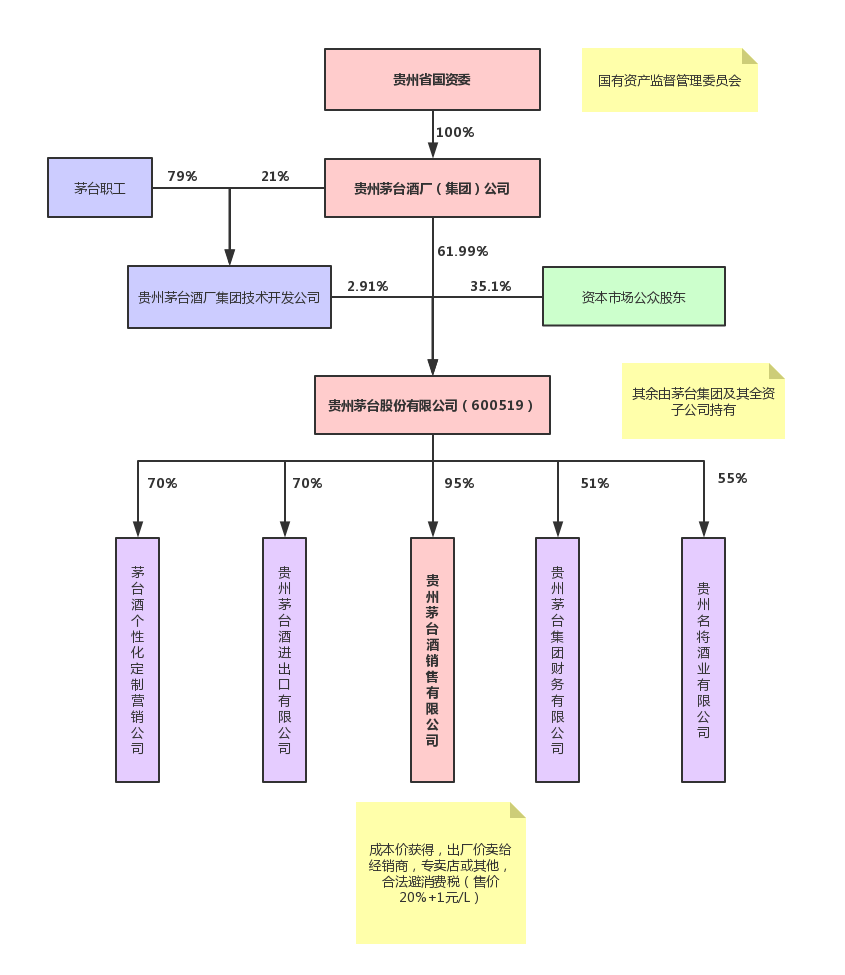 贵州省国资委
国有资产监督管理委员会
100%
茅台职工
79%
21%
贵州茅台酒厂（集团）公司
61.99%
贵州茅台酒厂集团技术开发公司
2.91%
35.1%
资本市场公众股东
贵州茅台股份有限公司（600519）
其余由茅台集团及其全资
子公司持有
70%
70%
95%
51%
55%
茅台酒个性化定制营销公司
贵州茅台酒进出口有限公司
贵州茅台酒销售有限公司
贵州茅台集团财务有限公司
贵州名将酒业有限公司
成本价获得，出厂价卖给
经销商，专卖店或其他，
合法避消费税（售价
20%+1元/L）